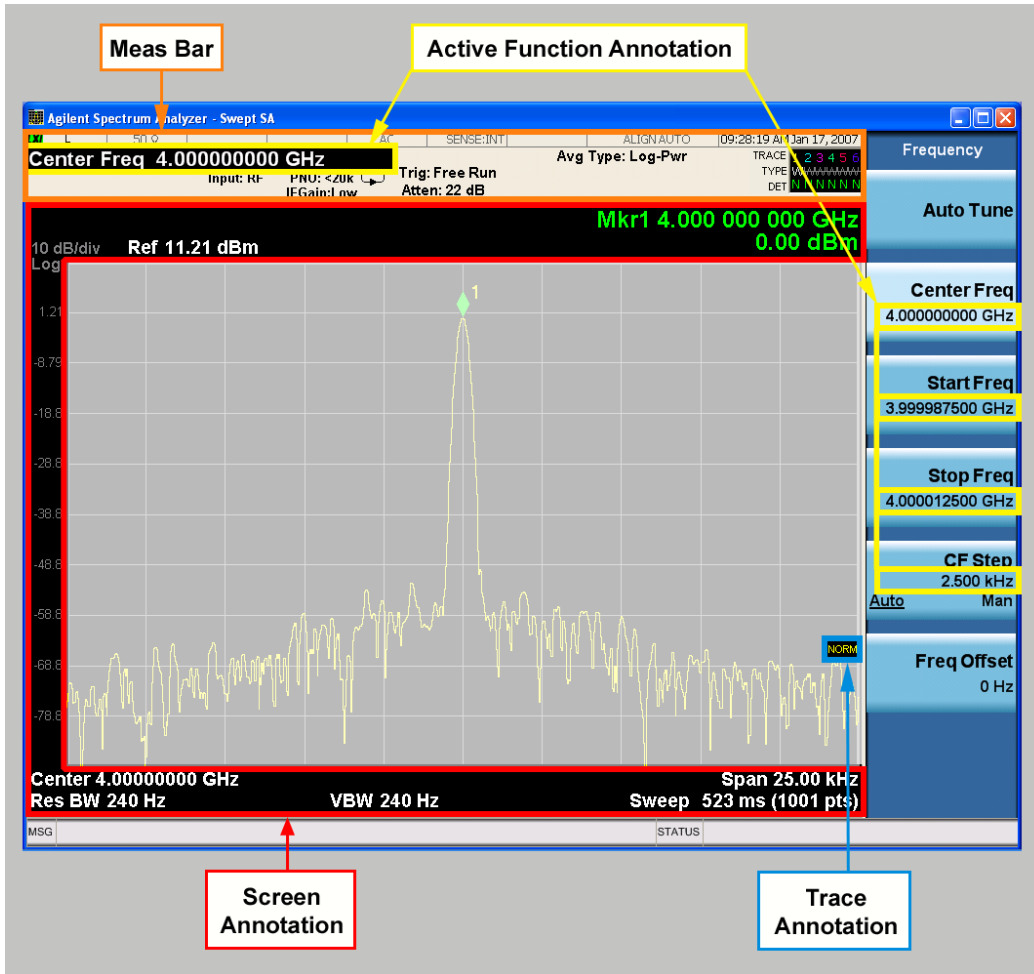 Meas Bar
Active Function Annotation
Agilent Spectrum Analyzer - Swept SA
L 50 Ω AC SENSE:INT ALIGN AUTO 09:28:19 AM Jan 17, 2007
Center Freq 4.000000000 GHz
Input: RF PNO: <20k IFGain:Low
Trig: Free Run
Atten: 22 dB
Avg Type: Log-Pwr
TRACE 1 2 3 4 5 6
TYPE
DET N N N N N N
Mkr1 4.000 000 000 GHz
0.00 dBm
10 dB/div Ref 11.21 dBm
Log
1
1.21
-8.79
-18.8
-28.8
-38.8
-48.8
-58.8
-68.8
-78.8
NORM
Center 4.00000000 GHz Span 25.00 kHz
Res BW 240 Hz VBW 240 Hz Sweep 523 ms (1001 pts)
MSG STATUS
Frequency
Auto Tune
Center Freq
4.000000000 GHz
Start Freq
3.999987500 GHz
Stop Freq
4.000012500 GHz
CF Step
2.500 kHz
Auto Man
Freq Offset
0 Hz
Screen
Annotation
Trace
Annotation